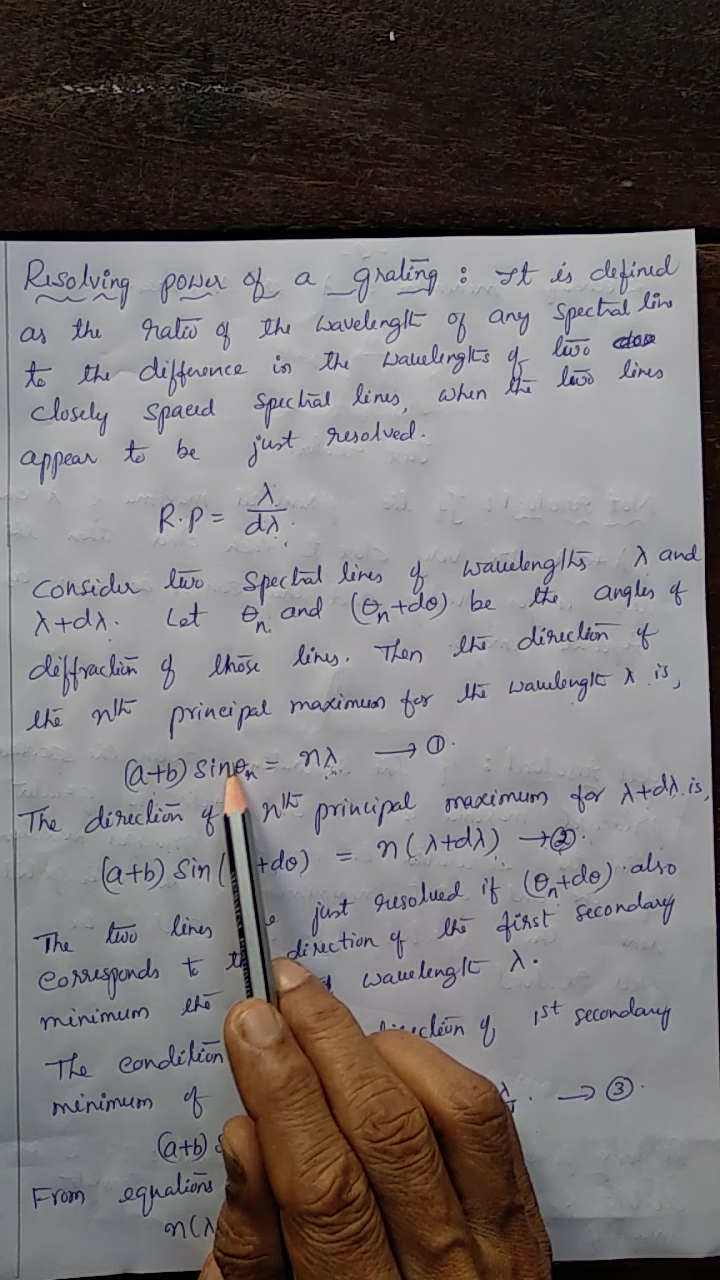 Resolving power of a grating : It is defined
as the ratio of the wavelength of any spectral line
to the difference in the wavelengths of two close
closely spaced spectral lines, when the two lines
appear to be just resolved.
R.P = λ/dλ.
Consider two spectral lines of wavelengths λ and
λ+dλ. Let θn and (θn+dθ) be the angles of
diffraction of those lines. Then the direction of
the nth principal maximum for the wavelength λ is,
(a+b) Sinθn = nλ → ①.
The direction of nth principal maximum for λ+dλ is,
(a+b) Sin( +dθ) = n(λ+dλ) → ②.
The two lines just resolved if (θn+dθ) also
corresponds to direction of the first secondary
minimum the wavelength λ.
The condition direction of 1st secondary
minimum of → ③.
(a+b)
From equations
n(λ